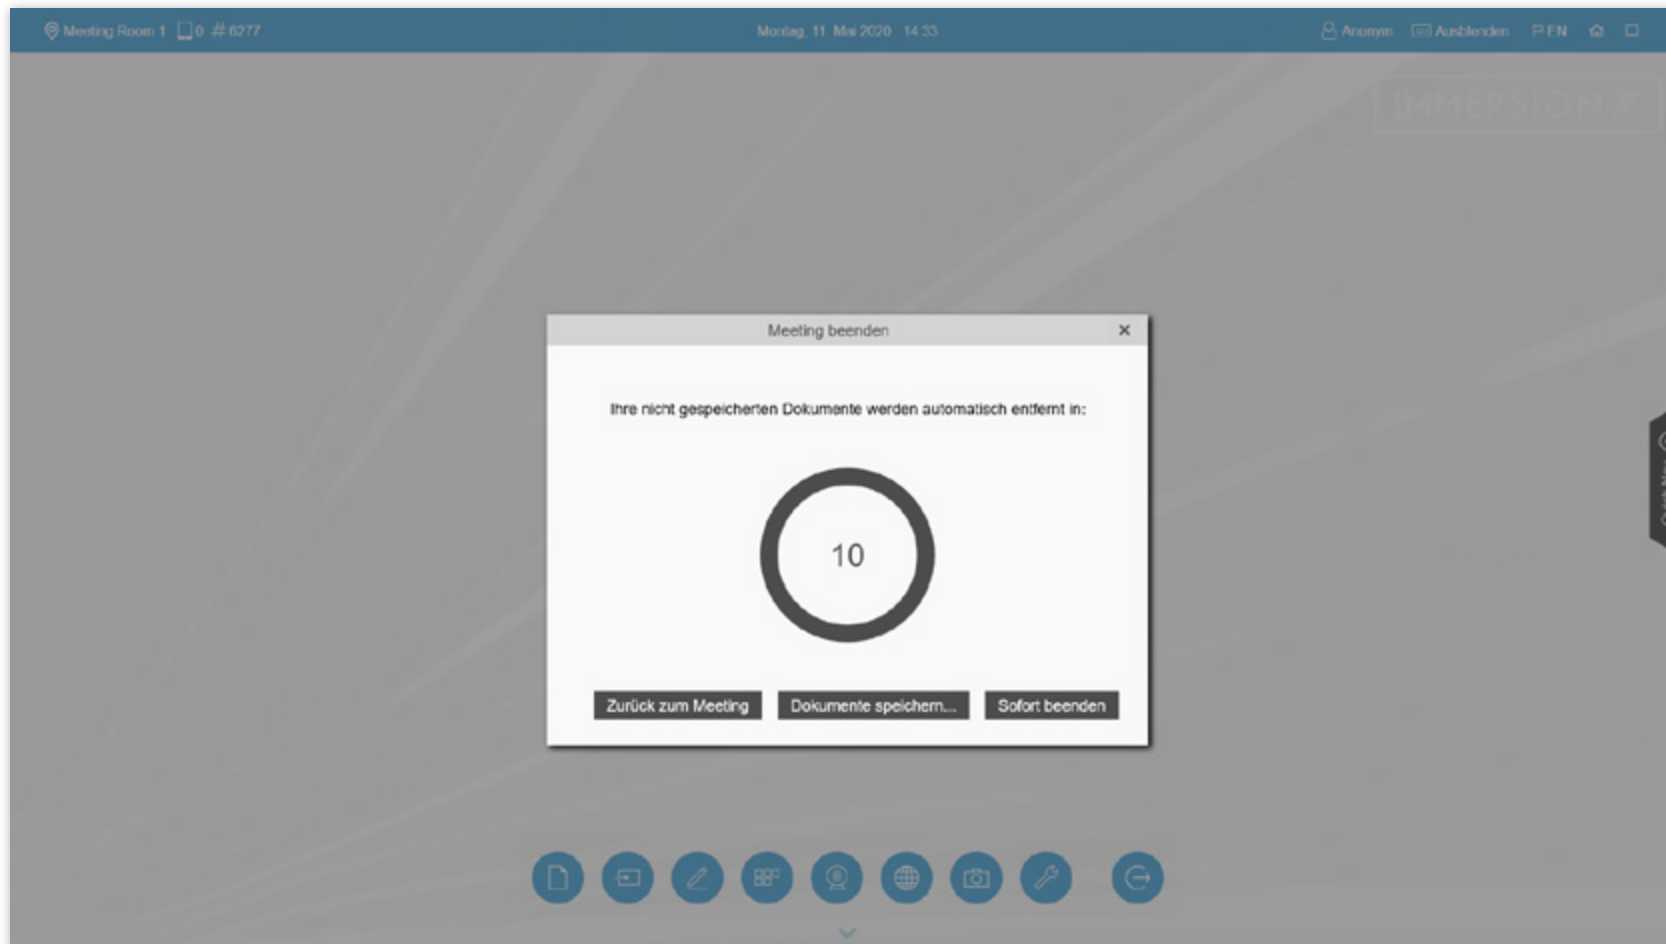 Meeting Room 1 0 #6277
Montag, 11. Mai 2020 14:33
Anonym Ausblenden EN
IMMERSION
Meeting beenden
Ihre nicht gespeicherten Dokumente werden automatisch entfernt in:
10
Zurück zum Meeting
Dokumente speichern...
Sofort beenden